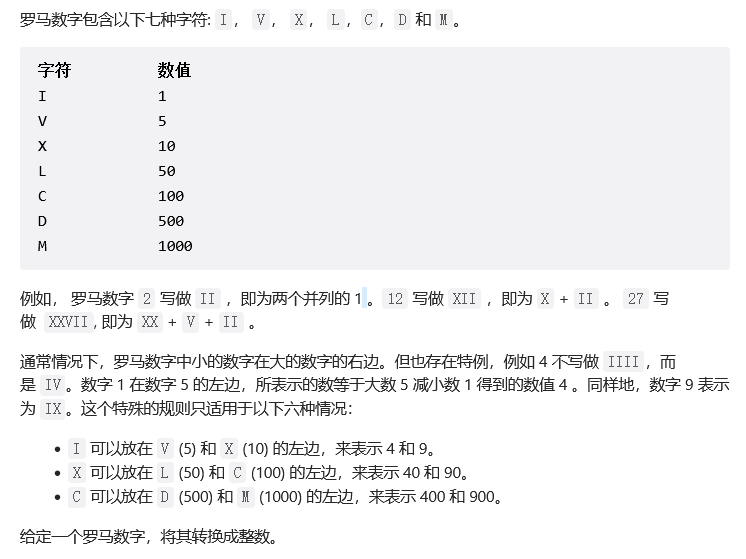 罗马数字包含以下七种字符: I， V， X， L，C，D 和 M。
字符 数值
I 1
V 5
X 10
L 50
C 100
D 500
M 1000
例如， 罗马数字 2 写做 II ，即为两个并列的 1 。12 写做 XII ，即为 X + II 。 27 写
做 XXVII, 即为 XX + V + II 。
通常情况下，罗马数字中小的数字在大的数字的右边。但也存在特例，例如 4 不写做 IIII，而
是 IV。数字 1 在数字 5 的左边，所表示的数等于大数 5 减小数 1 得到的数值 4 。同样地，数字 9 表示
为 IX。这个特殊的规则只适用于以下六种情况：
• I 可以放在 V (5) 和 X (10) 的左边，来表示 4 和 9。
• X 可以放在 L (50) 和 C (100) 的左边，来表示 40 和 90。
• C 可以放在 D (500) 和 M (1000) 的左边，来表示 400 和 900。
给定一个罗马数字，将其转换成整数。